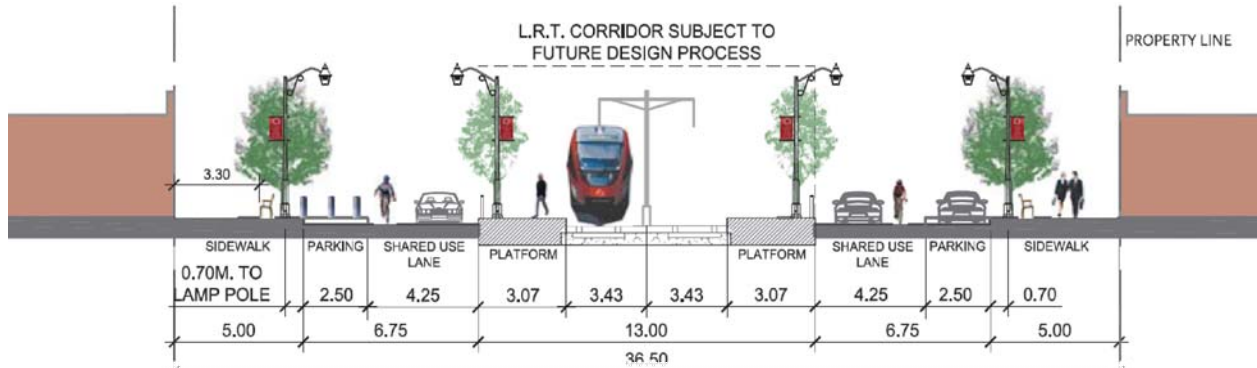 L.R.T. CORRIDOR SUBJECT TO
FUTURE DESIGN PROCESS
PROPERTY LINE
3.30
SIDEWALK
PARKING
SHARED USE
LANE
PLATFORM
PLATFORM
SHARED USE
LANE
PARKING
SIDEWALK
0.70M. TO
LAMP POLE
2.50
4.25
3.07
3.43
3.43
3.07
4.25
2.50
0.70
5.00
6.75
13.00
6.75
5.00
36.50